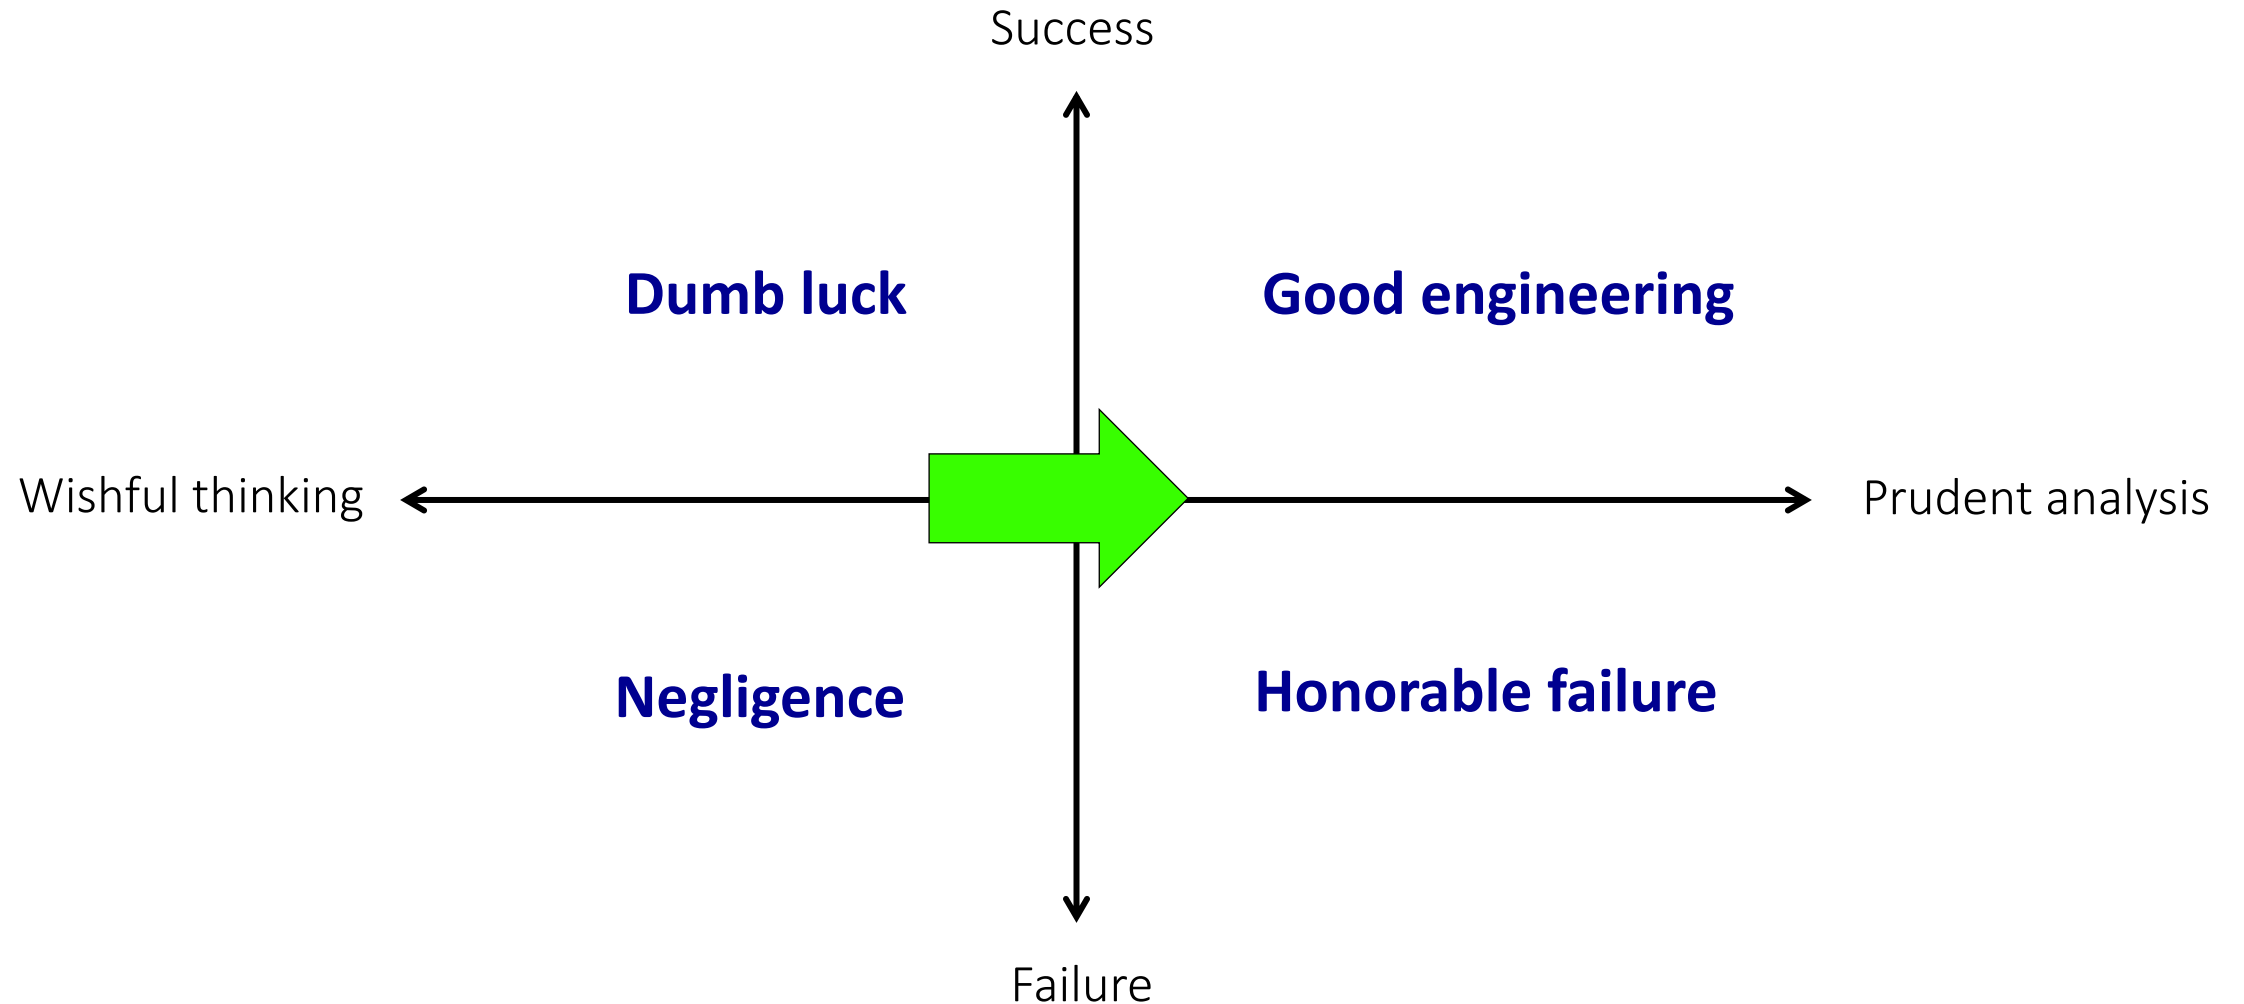 Success
Dumb luck
Good engineering
Wishful thinking
Prudent analysis
Negligence
Honorable failure
Failure